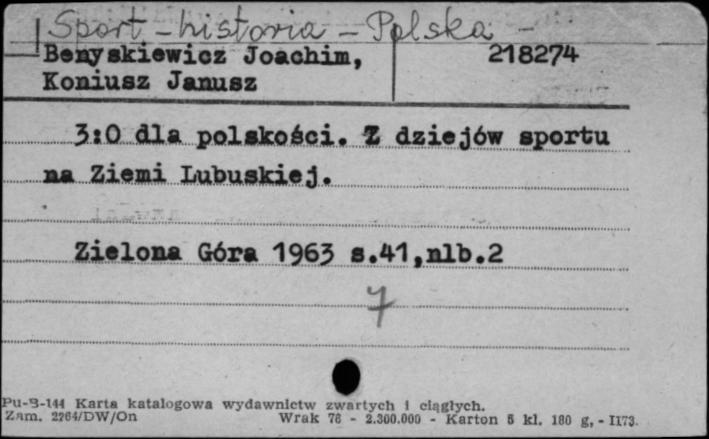 Sport - historia - Polska -
Benyskiewicz Joachim, 218274
Koniusz Janusz
3:0 dla polskości. Z dziejów sportu
na Ziemi Lubuskiej.
Zielona Góra 1963 s.41,nlb.2
7
Pu-B-144 Karta katalogowa wydawnictw zwartych i ciągłych.
Zam. 2264/DW/On Wrak 76 - 2.300.000 - Karton 5 kl. 180 g, - I173.